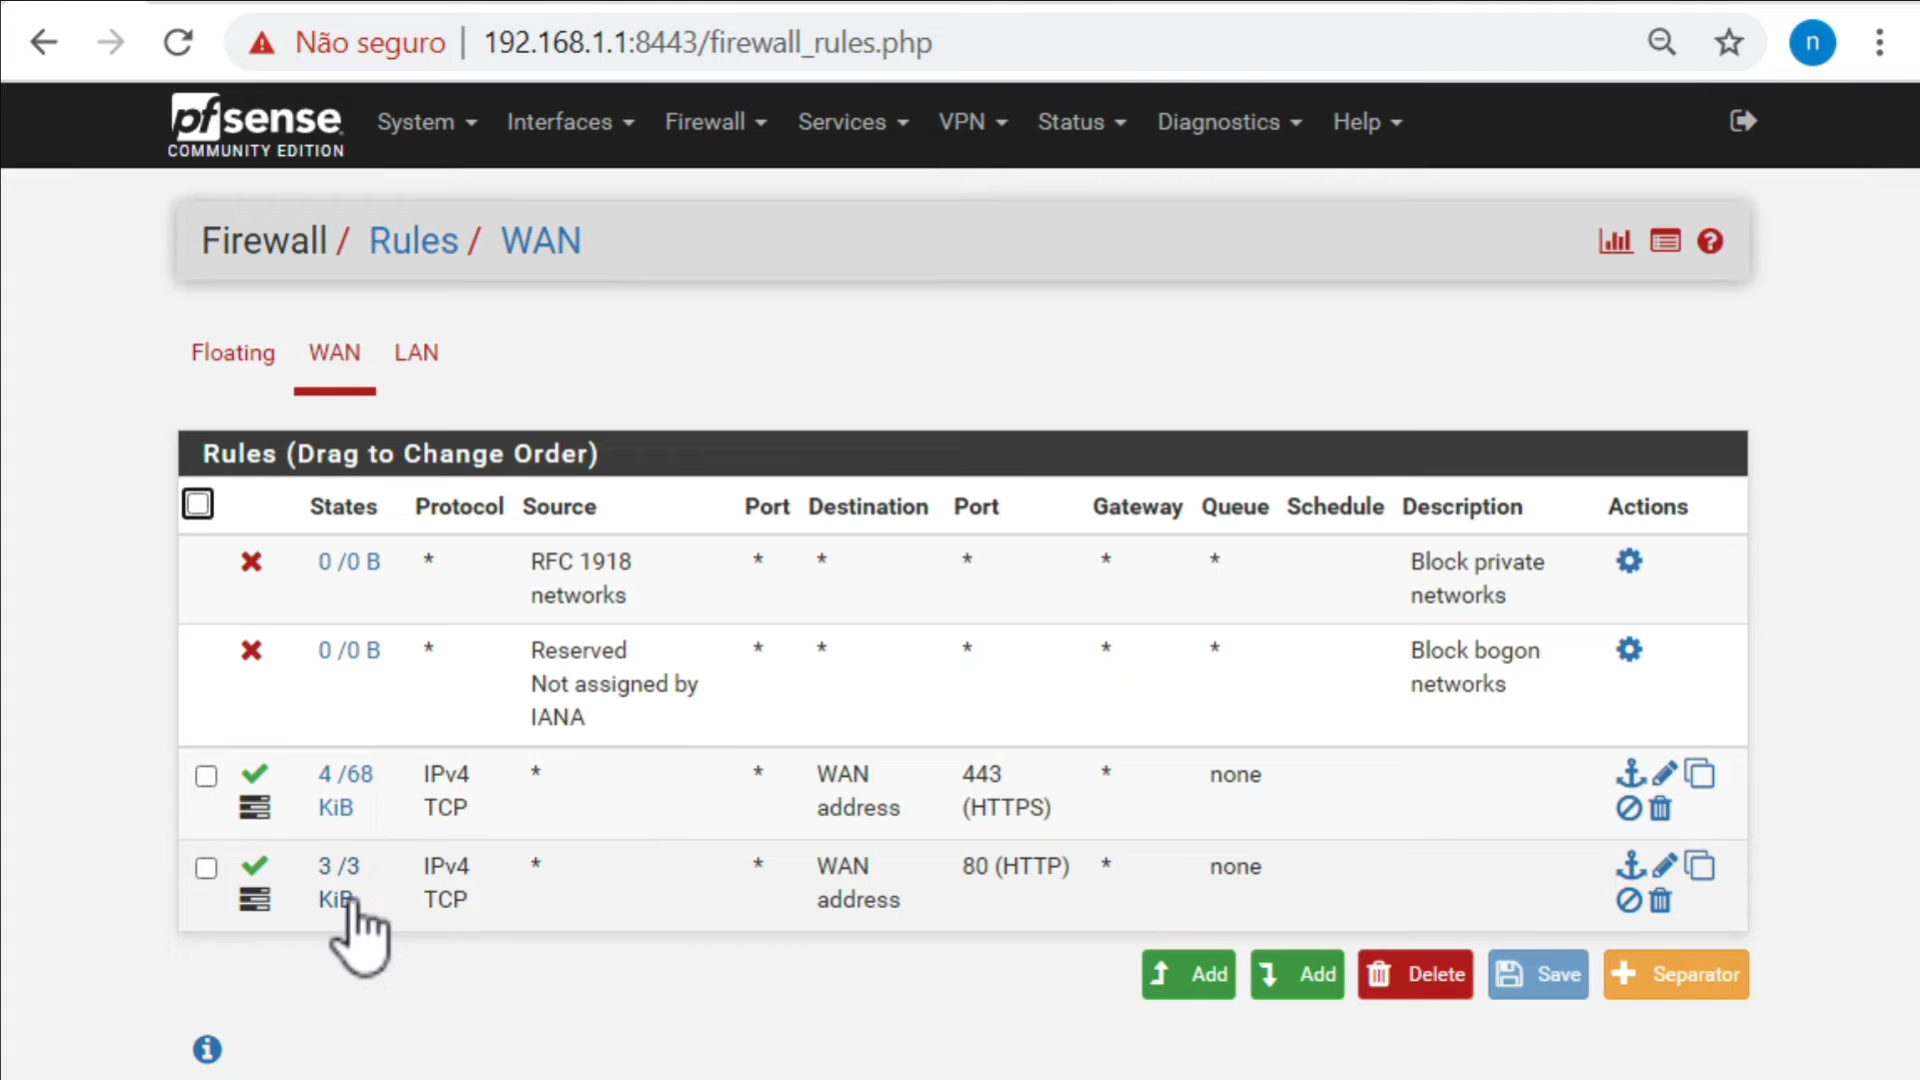 Não seguro | 192.168.1.1:8443/firewall_rules.php
n
pfsense
COMMUNITY EDITION
System Interfaces Firewall Services VPN Status Diagnostics Help
Firewall / Rules / WAN
Floating WAN LAN
Rules (Drag to Change Order)
States Protocol Source Port Destination Port Gateway Queue Schedule Description Actions
0 /0 B * RFC 1918 * * * * * Block private
networks networks
0 /0 B * Reserved * * * * * Block bogon
Not assigned by networks
IANA
4 /68 IPv4 * * WAN 443 * none
KiB TCP address (HTTPS)
3 /3 IPv4 * * WAN 80 (HTTP) * none
KiB TCP address
Add Add Delete Save Separator